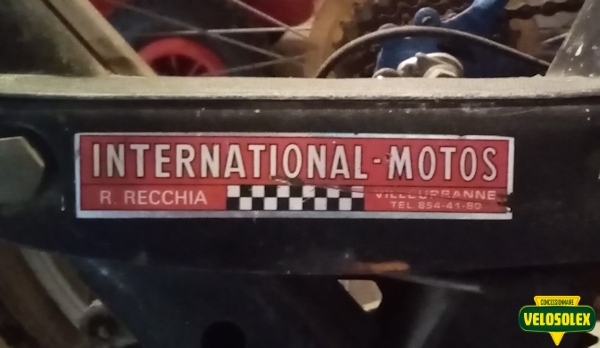 INTERNATIONAL-MOTOS
R. RECCHIA
VILLEURBANNE
TEL. 854-41-80
CONCESSIONNAIRE
VELOSOLEX